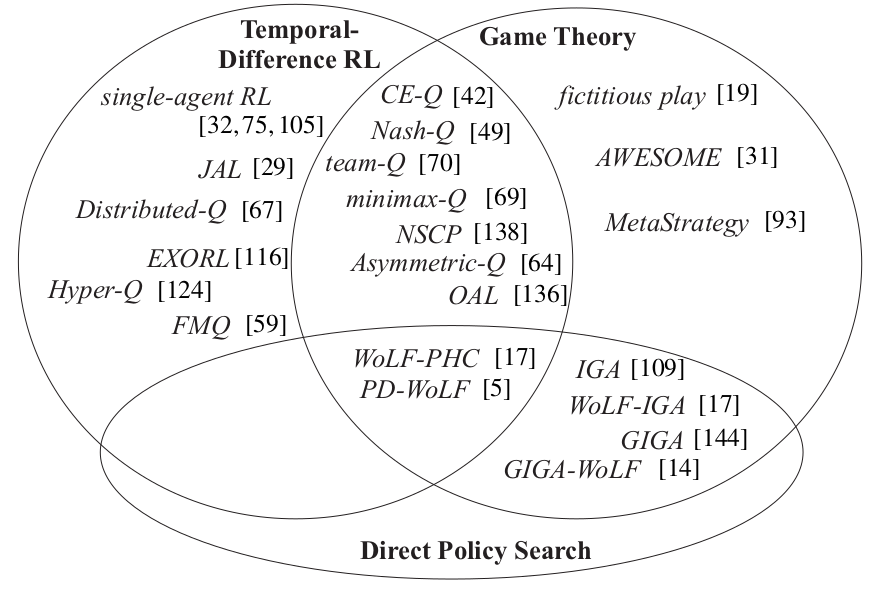 Temporal-
Difference RL
single-agent RL
[32,75,105]
JAL [29]
Distributed-Q [67]
EXORL [116]
Hyper-Q [124]
FMQ [59]
CE-Q [42]
Nash-Q [49]
team-Q [70]
minimax-Q [69]
NSCP [138]
Asymmetric-Q [64]
OAL [136]
Game Theory
fictitious play [19]
AWESOME [31]
MetaStrategy [93]
WoLF-PHC [17]
PD-WoLF [5]
IGA [109]
WoLF-IGA [17]
GIGA [144]
GIGA-WoLF [14]
Direct Policy Search